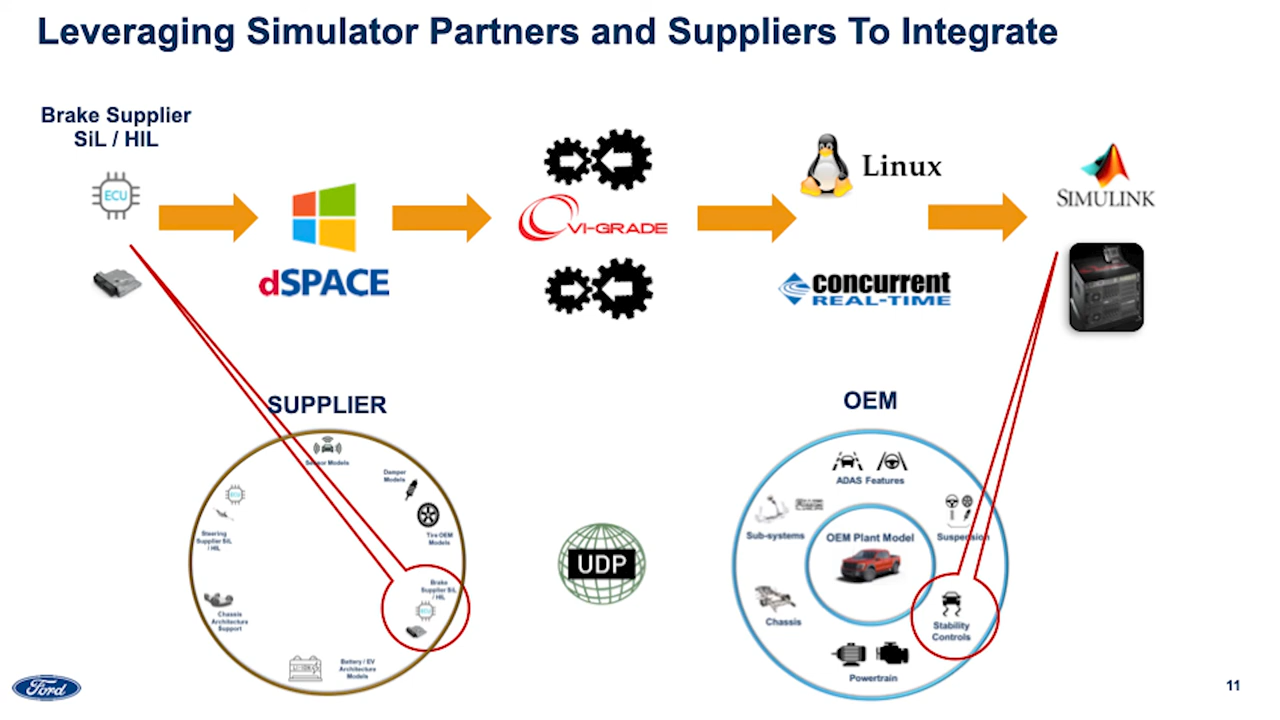 Leveraging Simulator Partners and Suppliers To Integrate
Brake Supplier
SiL / HIL
ECU
dSPACE
VI-GRADE
Linux
concurrent
REAL-TIME
SIMULINK
SUPPLIER
Sensor Models
Damper
Models
Tire OEM
Models
Brake
Supplier SiL
/ HIL
ECU
Battery / EV
Architecture
Models
Chassis
Architecture
Support
ECU
Steering
Supplier SiL
/ HIL
UDP
OEM
ADAS Features
Sub-systems
Suspension
OEM Plant Model
Chassis
Stability
Controls
Powertrain
Ford
11